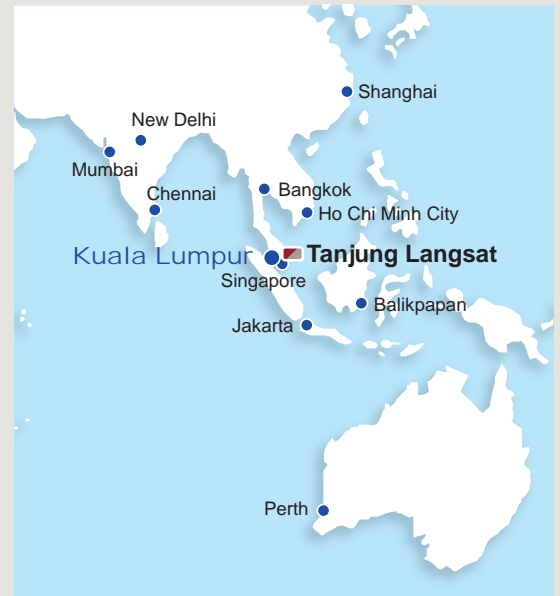 Shanghai
New Delhi
Mumbai
Chennai
Bangkok
Ho Chi Minh City
Kuala Lumpur
Tanjung Langsat
Singapore
Balikpapan
Jakarta
Perth